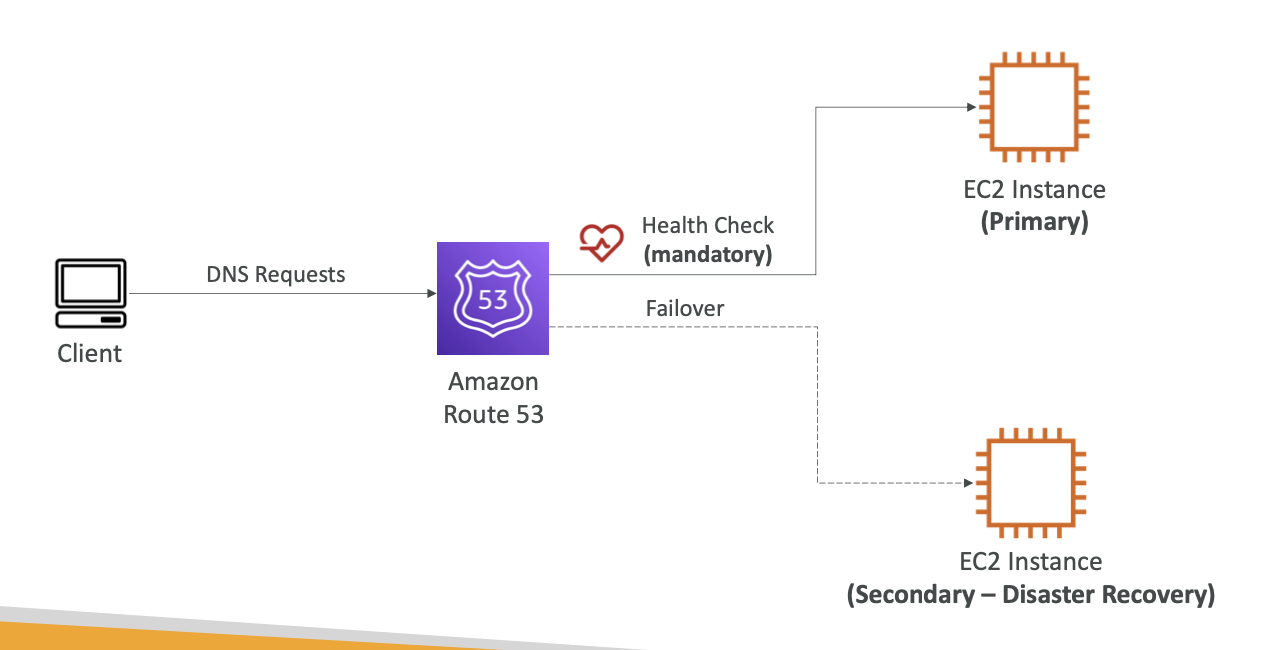 Client
DNS Requests
53
Amazon
Route 53
Health Check
(mandatory)
Failover
EC2 Instance
(Primary)
EC2 Instance
(Secondary – Disaster Recovery)